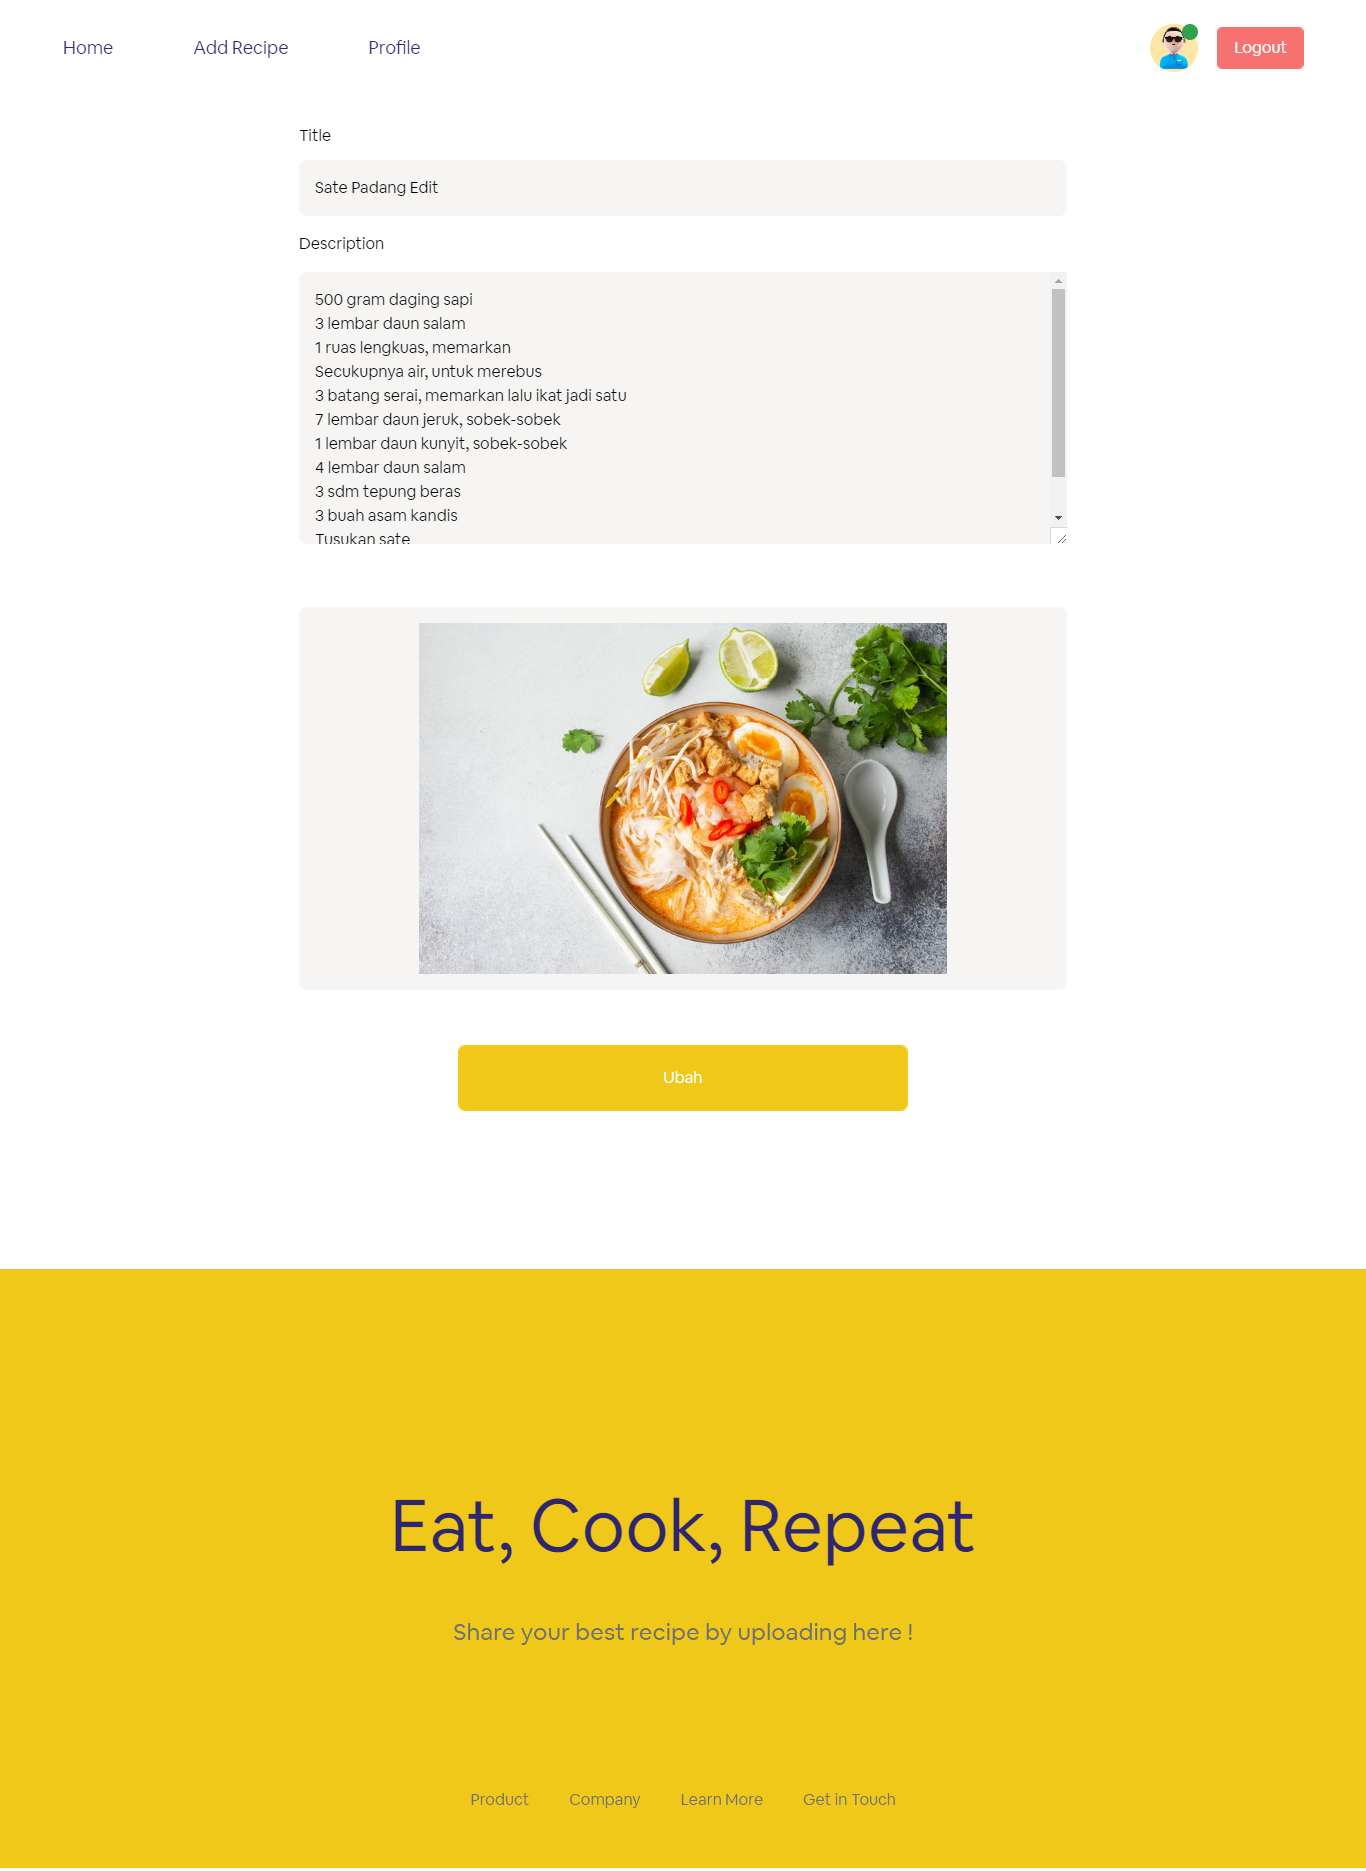 Home
Add Recipe
Profile
Logout
Title
Sate Padang Edit
Description
500 gram daging sapi
3 lembar daun salam
1 ruas lengkuas, memarkan
Secukupnya air, untuk merebus
3 batang serai, memarkan lalu ikat jadi satu
7 lembar daun jeruk, sobek-sobek
1 lembar daun kunyit, sobek-sobek
4 lembar daun salam
3 sdm tepung beras
3 buah asam kandis
Tusukan sate
Ubah
Eat, Cook, Repeat
Share your best recipe by uploading here !
Product
Company
Learn More
Get in Touch